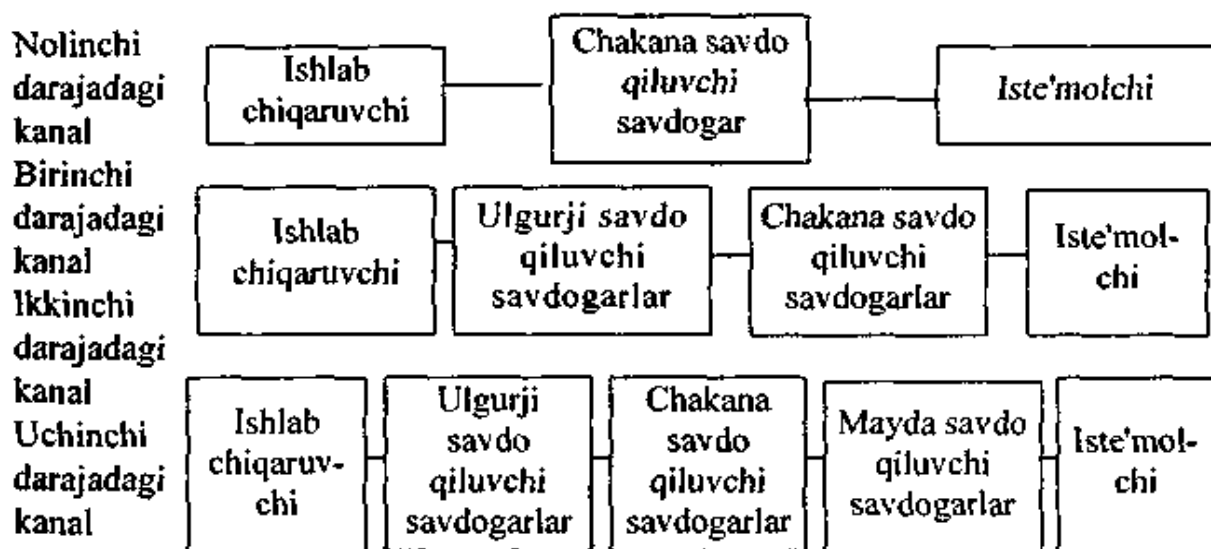 Nolinchi
darajadagi
kanal
Birinchi
darajadagi
kanal
Ikkinchi
darajadagi
kanal
Uchinchi
darajadagi
kanal
Ishlab
chiqaruvchi
Chakana savdo
qiluvchi
savdogar
Iste'molchi
Ishlab
chiqaruvchi
Ulgurji savdo
qiluvchi
savdogarlar
Chakana savdo
qiluvchi
savdogarlar
Iste'mol-
chi
Ishlab
chiqaruv-
chi
Ulgurji
savdo
qiluvchi
savdogarlar
Chakana
savdo
qiluvchi
savdogarlar
Mayda savdo
qiluvchi
savdogarlar
Iste'mol-
chi